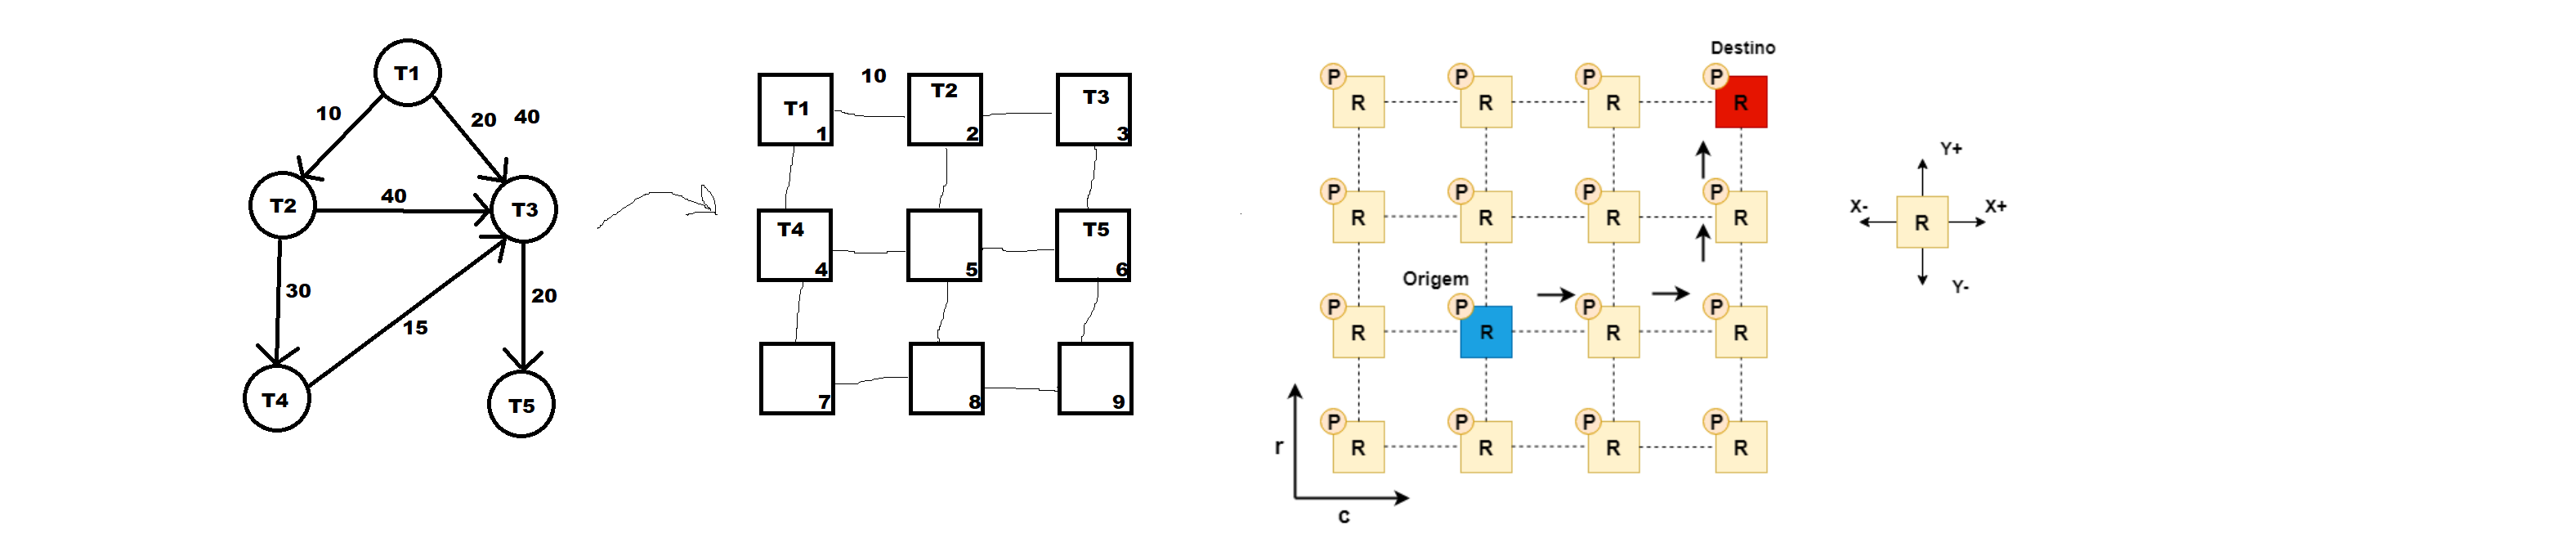 T1
10
20 40
T2
40
T3
30
15
20
T4
T5
10
T1
1
T2
2
T3
3
T4
4
5
T5
6
7
8
9
Destino
P P P P
R R R R
P P P P
R R R R
Origem
P P P P
R R R R
P P P P
R R R R
r
c
Y+
X- R X+
Y-